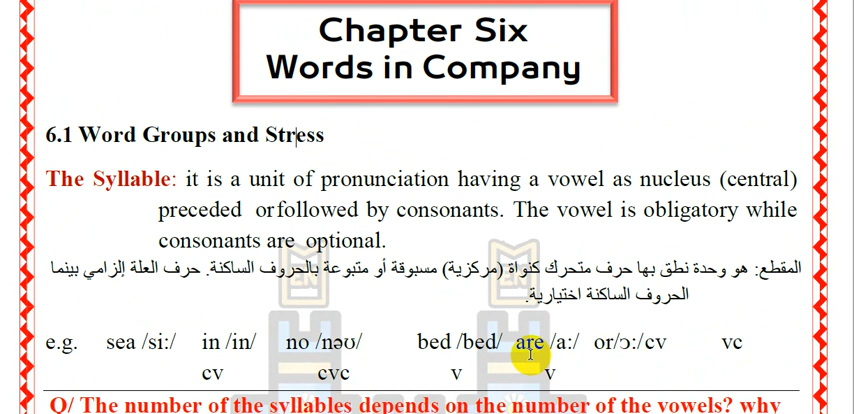 Chapter Six
Words in Company
6.1 Word Groups and Stress
The Syllable: it is a unit of pronunciation having a vowel as nucleus (central)
preceded orfollowed by consonants. The vowel is obligatory while
consonants are optional.
المقطع: هو وحدة نطق بها حرف متحرك كنواة (مركزية) مسبوقة أو متبوعة بالحروف الساكنة. حرف العلة إلزامي بينما
الحروف الساكنة اختيارية.
e.g. sea /si:/ in /in/ no /nəʊ/ bed /bed/ are /a:/ or/ɔ:/cv vc
cv cvc v v
Q/ The number of the syllables depends on the number of the vowels? why